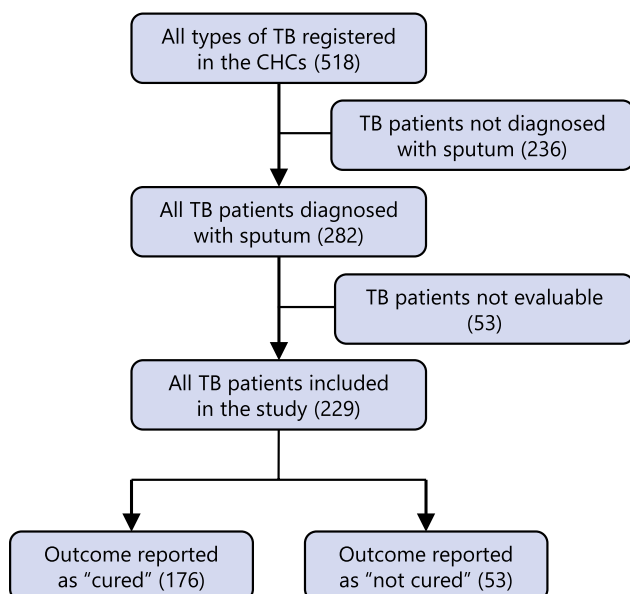 All types of TB registered
in the CHCs (518)
TB patients not diagnosed
with sputum (236)
All TB patients diagnosed
with sputum (282)
TB patients not evaluable
(53)
All TB patients included
in the study (229)
Outcome reported
as “cured” (176)
Outcome reported
as “not cured” (53)